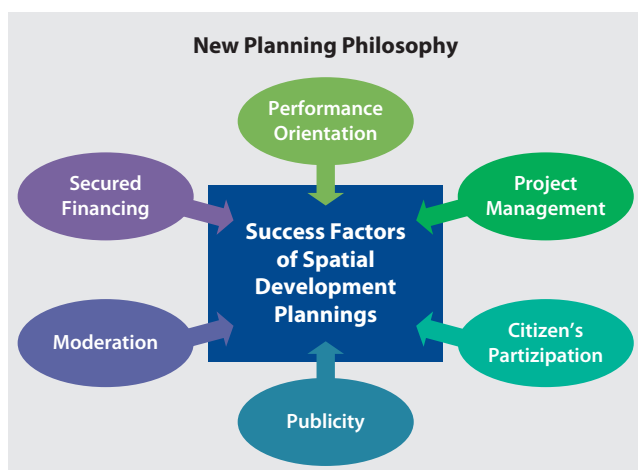 New Planning Philosophy
Performance
Orientation
Secured
Financing
Project
Management
Success Factors
of Spatial
Development
Plannings
Moderation
Citizen's
Partizipation
Publicity